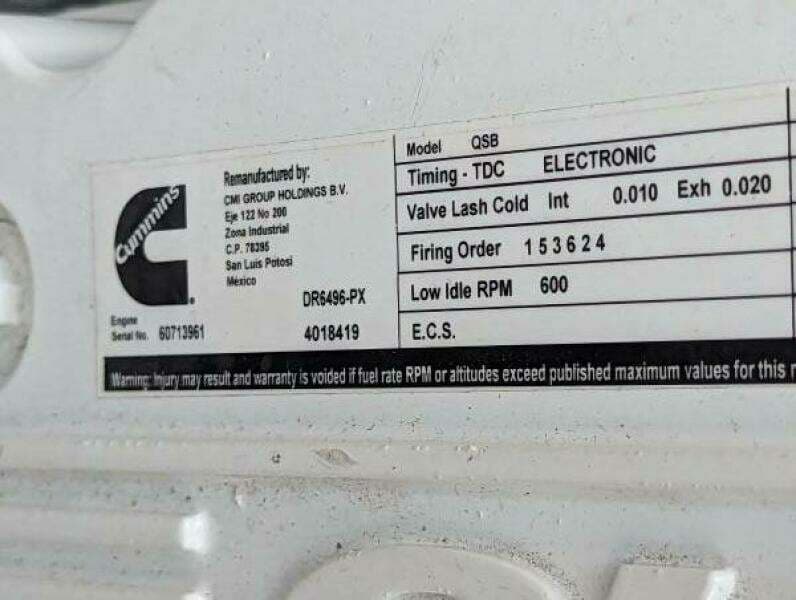 Cummins
Remanufactured by:
CMI GROUP HOLDINGS B.V.
Eje 122 No 200
Zona Industrial
C.P. 78395
San Luis Potosi
México
DR6496-PX
Engine
Serial No. 60713961
4018419
Model QSB
Timing - TDC ELECTRONIC
Valve Lash Cold Int 0.010 Exh 0.020
Firing Order 1 5 3 6 2 4
Low Idle RPM 600
E.C.S.
Warning: Injury may result and warranty is voided if fuel rate RPM or altitudes exceed published maximum values for this